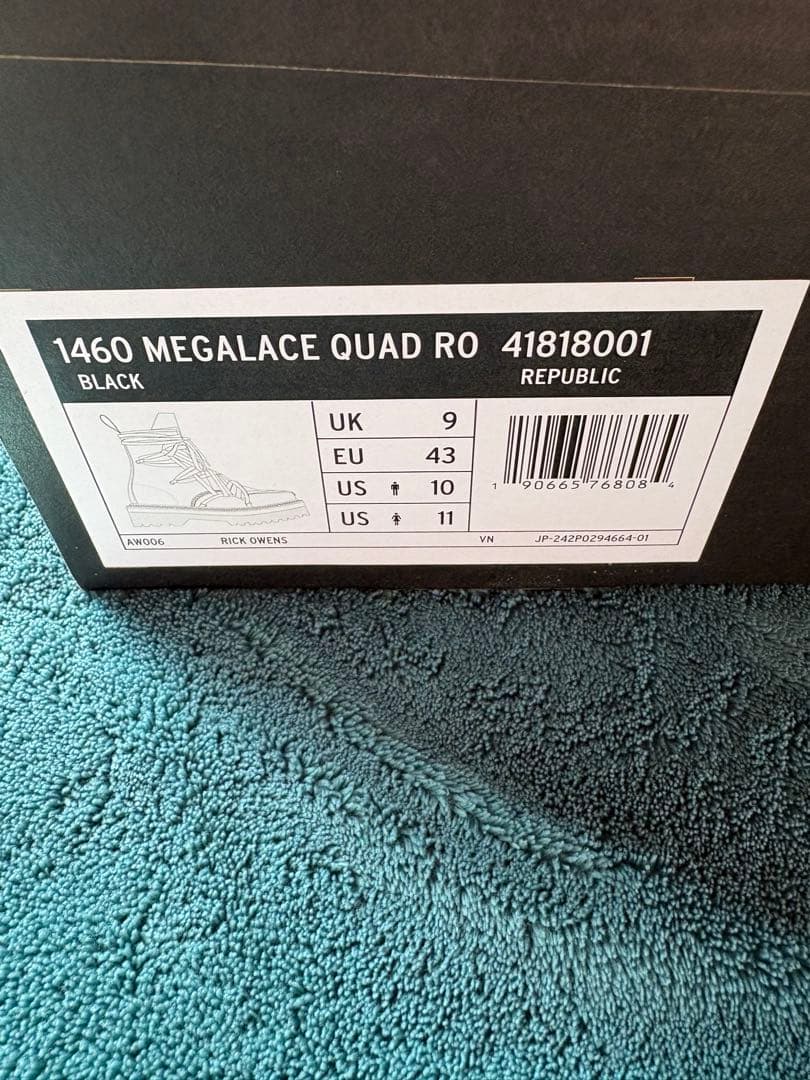 1460 MEGALACE QUAD RO 41818001
BLACK REPUBLIC
UK 9
EU 43
US 10
US 11
1 90665 76808 4
AW006 RICK OWENS VN JP-242P0294664-01